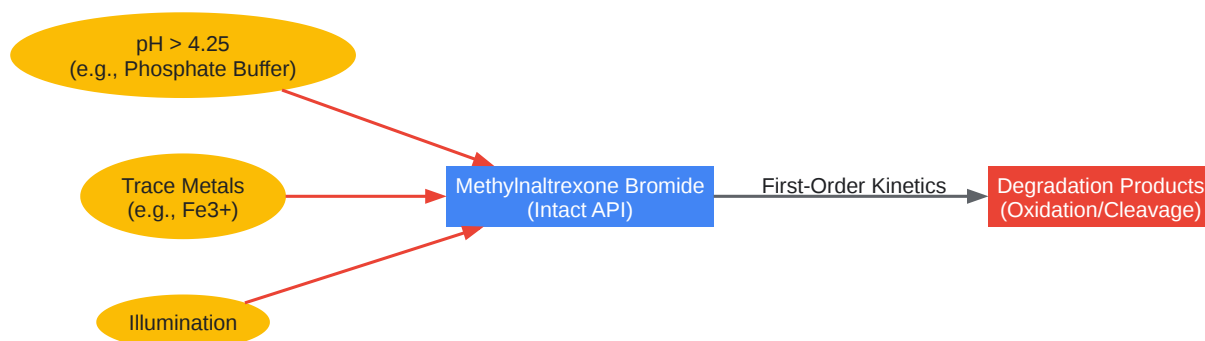 pH > 4.25
(e.g., Phosphate Buffer)
Trace Metals
(e.g., Fe3+)
Illumination
Methylnaltrexone Bromide
(Intact API)
First-Order Kinetics
Degradation Products
(Oxidation/Cleavage)